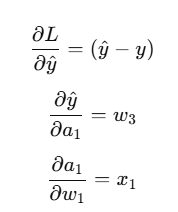 ∂L/∂ŷ = (ŷ − y)
∂ŷ/∂a₁ = w₃
∂a₁/∂w₁ = x₁